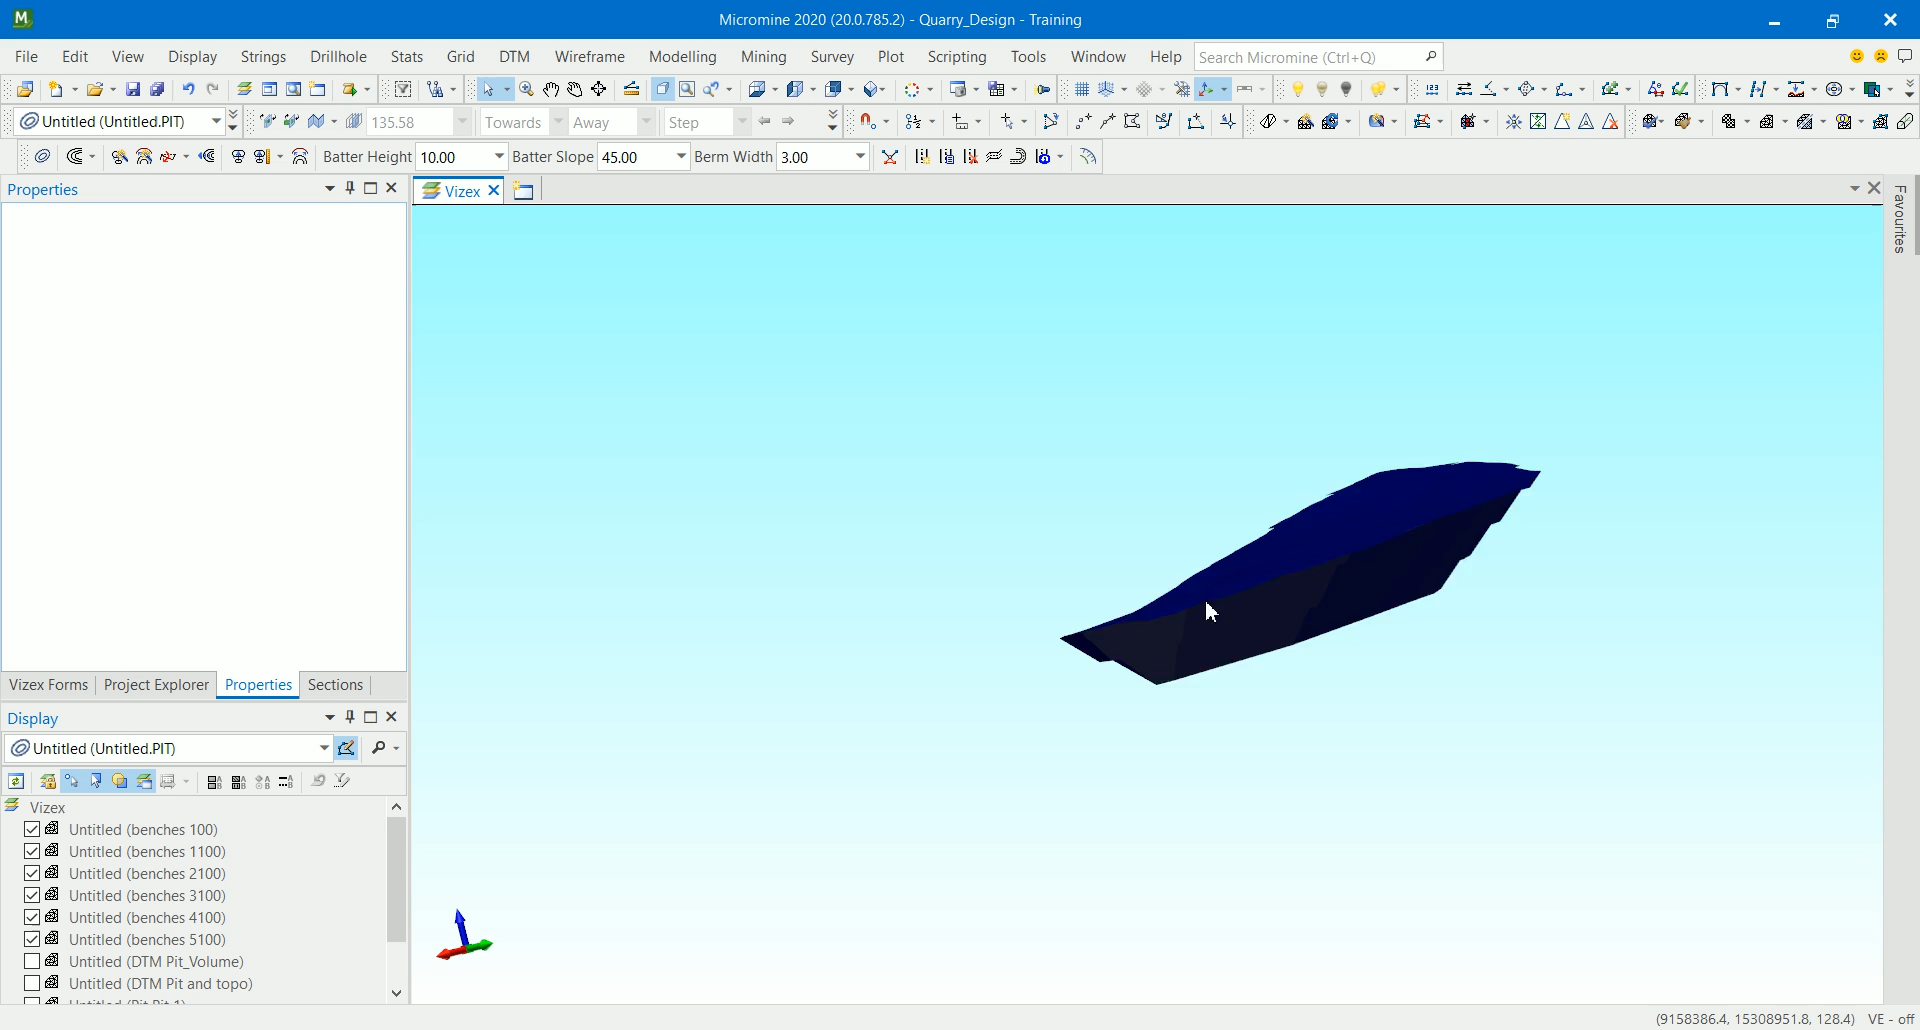 M
Micromine 2020 (20.0.785.2) - Quarry_Design - Training
File Edit View Display Strings Drillhole Stats Grid DTM Wireframe Modelling Mining Survey Plot Scripting Tools Window Help Search Micromine (Ctrl+Q)
Untitled (Untitled.PIT) 135.58 Towards Away Step
Batter Height 10.00 Batter Slope 45.00 Berm Width 3.00
Properties
Vizex
Favourites
Vizex Forms Project Explorer Properties Sections
Display
Untitled (Untitled.PIT)
Vizex
Untitled (benches 100)
Untitled (benches 1100)
Untitled (benches 2100)
Untitled (benches 3100)
Untitled (benches 4100)
Untitled (benches 5100)
Untitled (DTM Pit_Volume)
Untitled (DTM Pit and topo)
Untitled (Pit Pit 1)
(9158386.4, 15308951.8, 128.4) VE - off